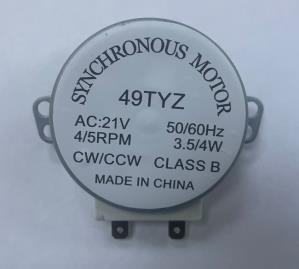 SYNCHRONOUS MOTOR
49TYZ
AC:21V 50/60Hz
4/5RPM 3.5/4W
CW/CCW CLASS B
MADE IN CHINA